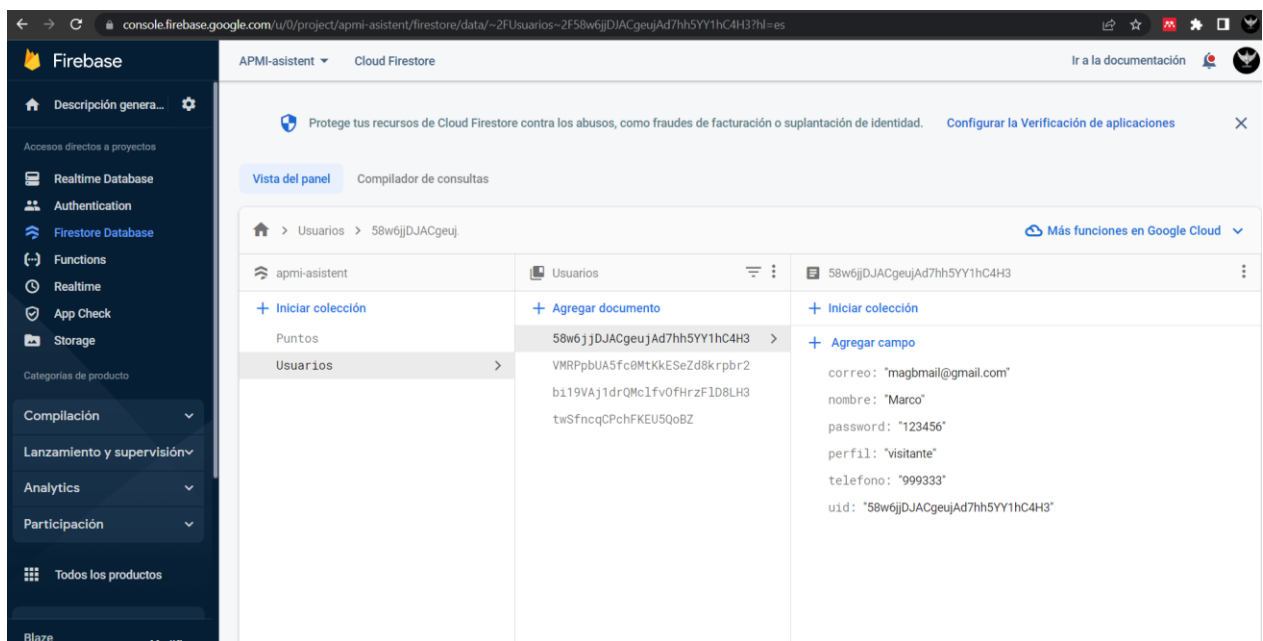 console.firebase.google.com/u/0/project/apmi-asistent/firestore/data/~2FUsuarios~2F58w6jjDJACgeujAd7hh5YY1hC4H3?hl=es
Firebase
APMI-asistent Cloud Firestore Ir a la documentación
Descripción genera...
Protege tus recursos de Cloud Firestore contra los abusos, como fraudes de facturación o suplantación de identidad. Configurar la Verificación de aplicaciones
Accesos directos a proyectos
Realtime Database
Authentication
Firestore Database
Functions
Realtime
App Check
Storage
Categorías de producto
Compilación
Lanzamiento y supervisión
Analytics
Participación
Todos los productos
Blaze
Vista del panel Compilador de consultas
> Usuarios > 58w6jjDJACgeuj. Más funciones en Google Cloud
apmi-asistent Usuarios 58w6jjDJACgeujAd7hh5YY1hC4H3
+ Iniciar colección + Agregar documento + Iniciar colección
Puntos
Usuarios
58w6jjDJACgeujAd7hh5YY1hC4H3
VMRPpbUA5fc0MtKkESeZd8krpbr2
bi19VAj1drQMclfvOfHrzFlD8LH3
twSfncqCPchFKEU5QoBZ
+ Agregar campo
correo: "magbmail@gmail.com"
nombre: "Marco"
password: "123456"
perfil: "visitante"
telefono: "999333"
uid: "58w6jjDJACgeujAd7hh5YY1hC4H3"